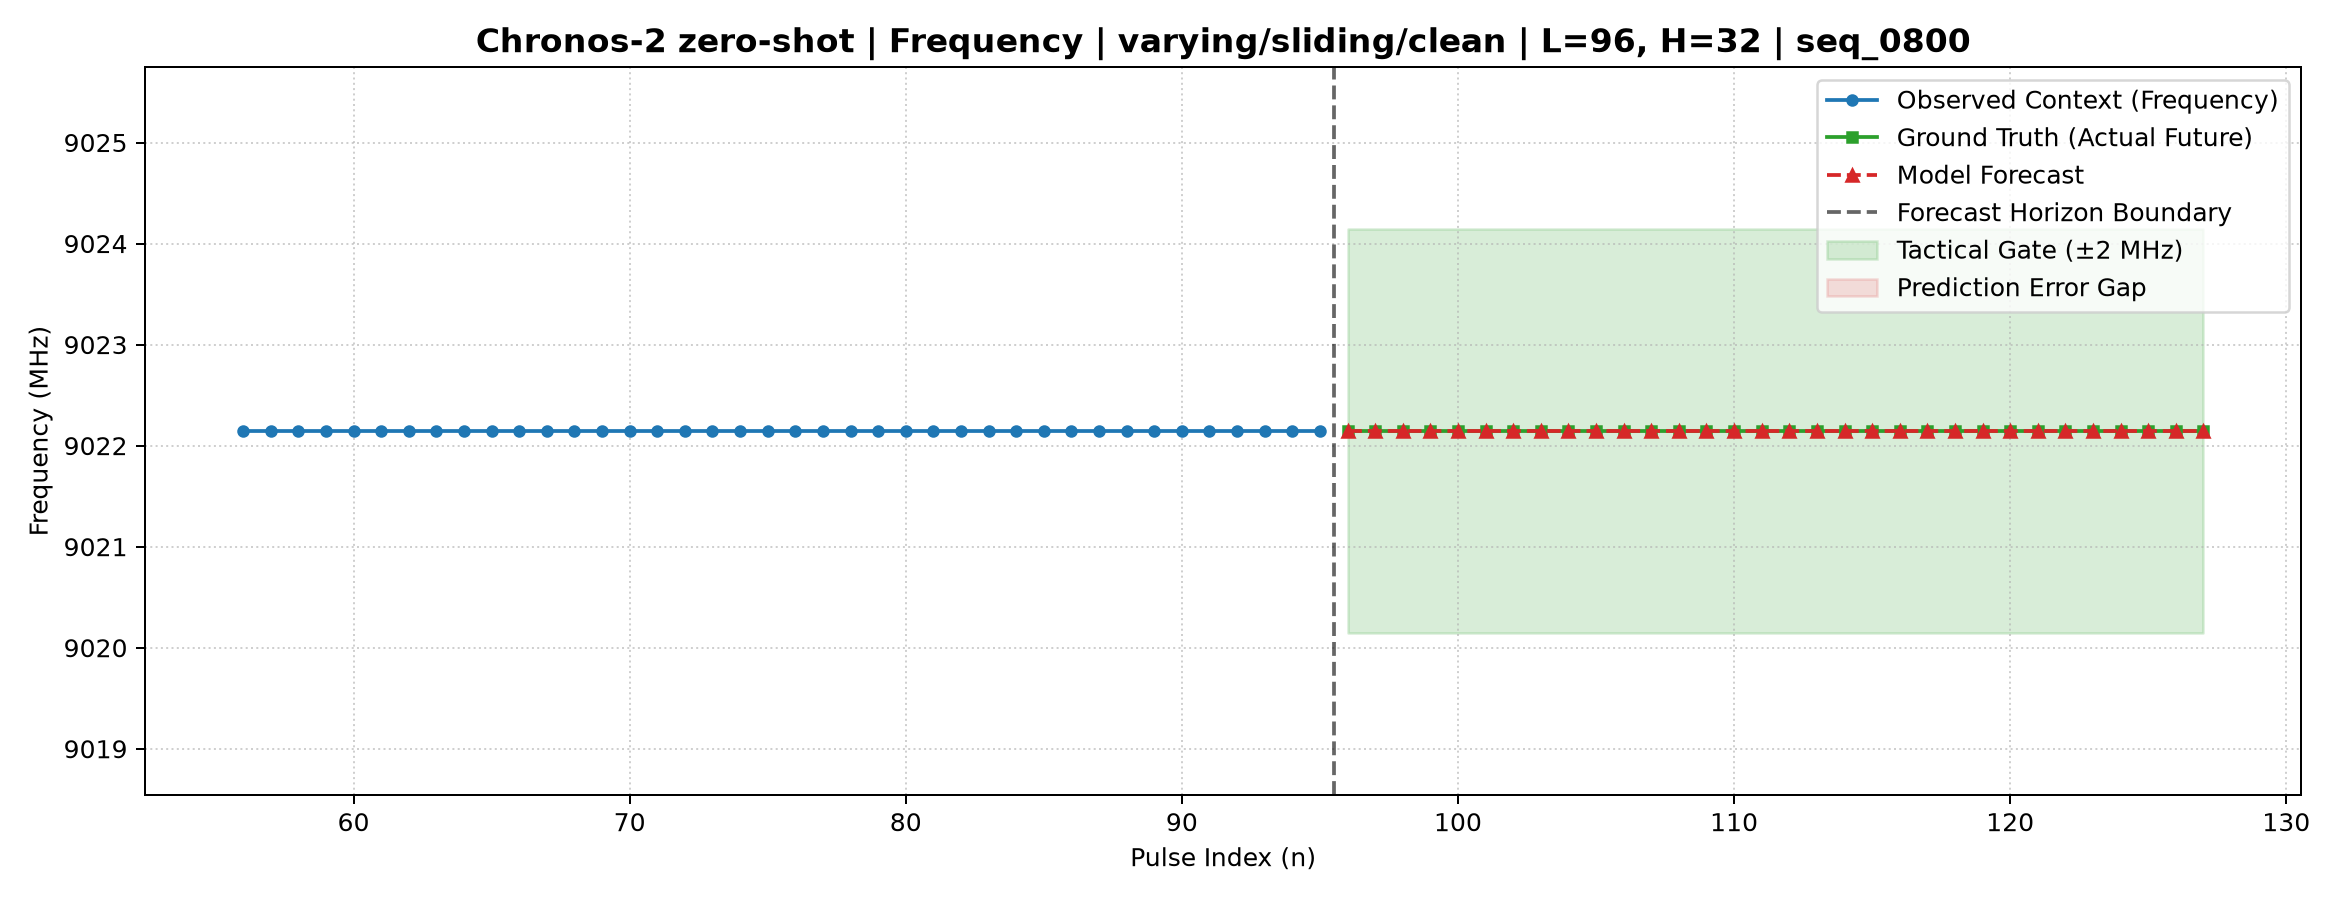 Chronos-2 zero-shot | Frequency | varying/sliding/clean | L=96, H=32 | seq_0800
Observed Context (Frequency)
Ground Truth (Actual Future)
Model Forecast
Forecast Horizon Boundary
Tactical Gate (±2 MHz)
Prediction Error Gap
Frequency (MHz)
9025
9024
9023
9022
9021
9020
9019
60 70 80 90 100 110 120 130
Pulse Index (n)